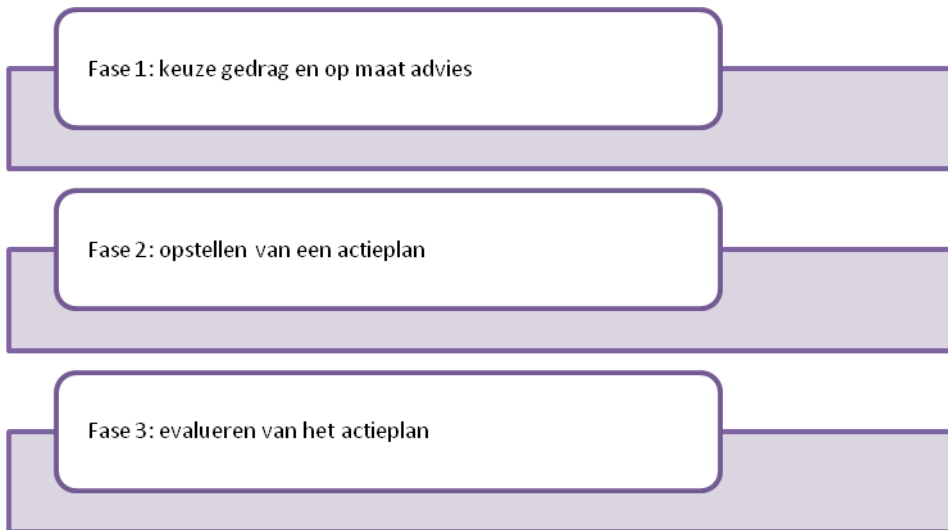 Fase 1: keuze gedrag en op maat advies
Fase 2: opstellen van een actieplan
Fase 3: evalueren van het actieplan